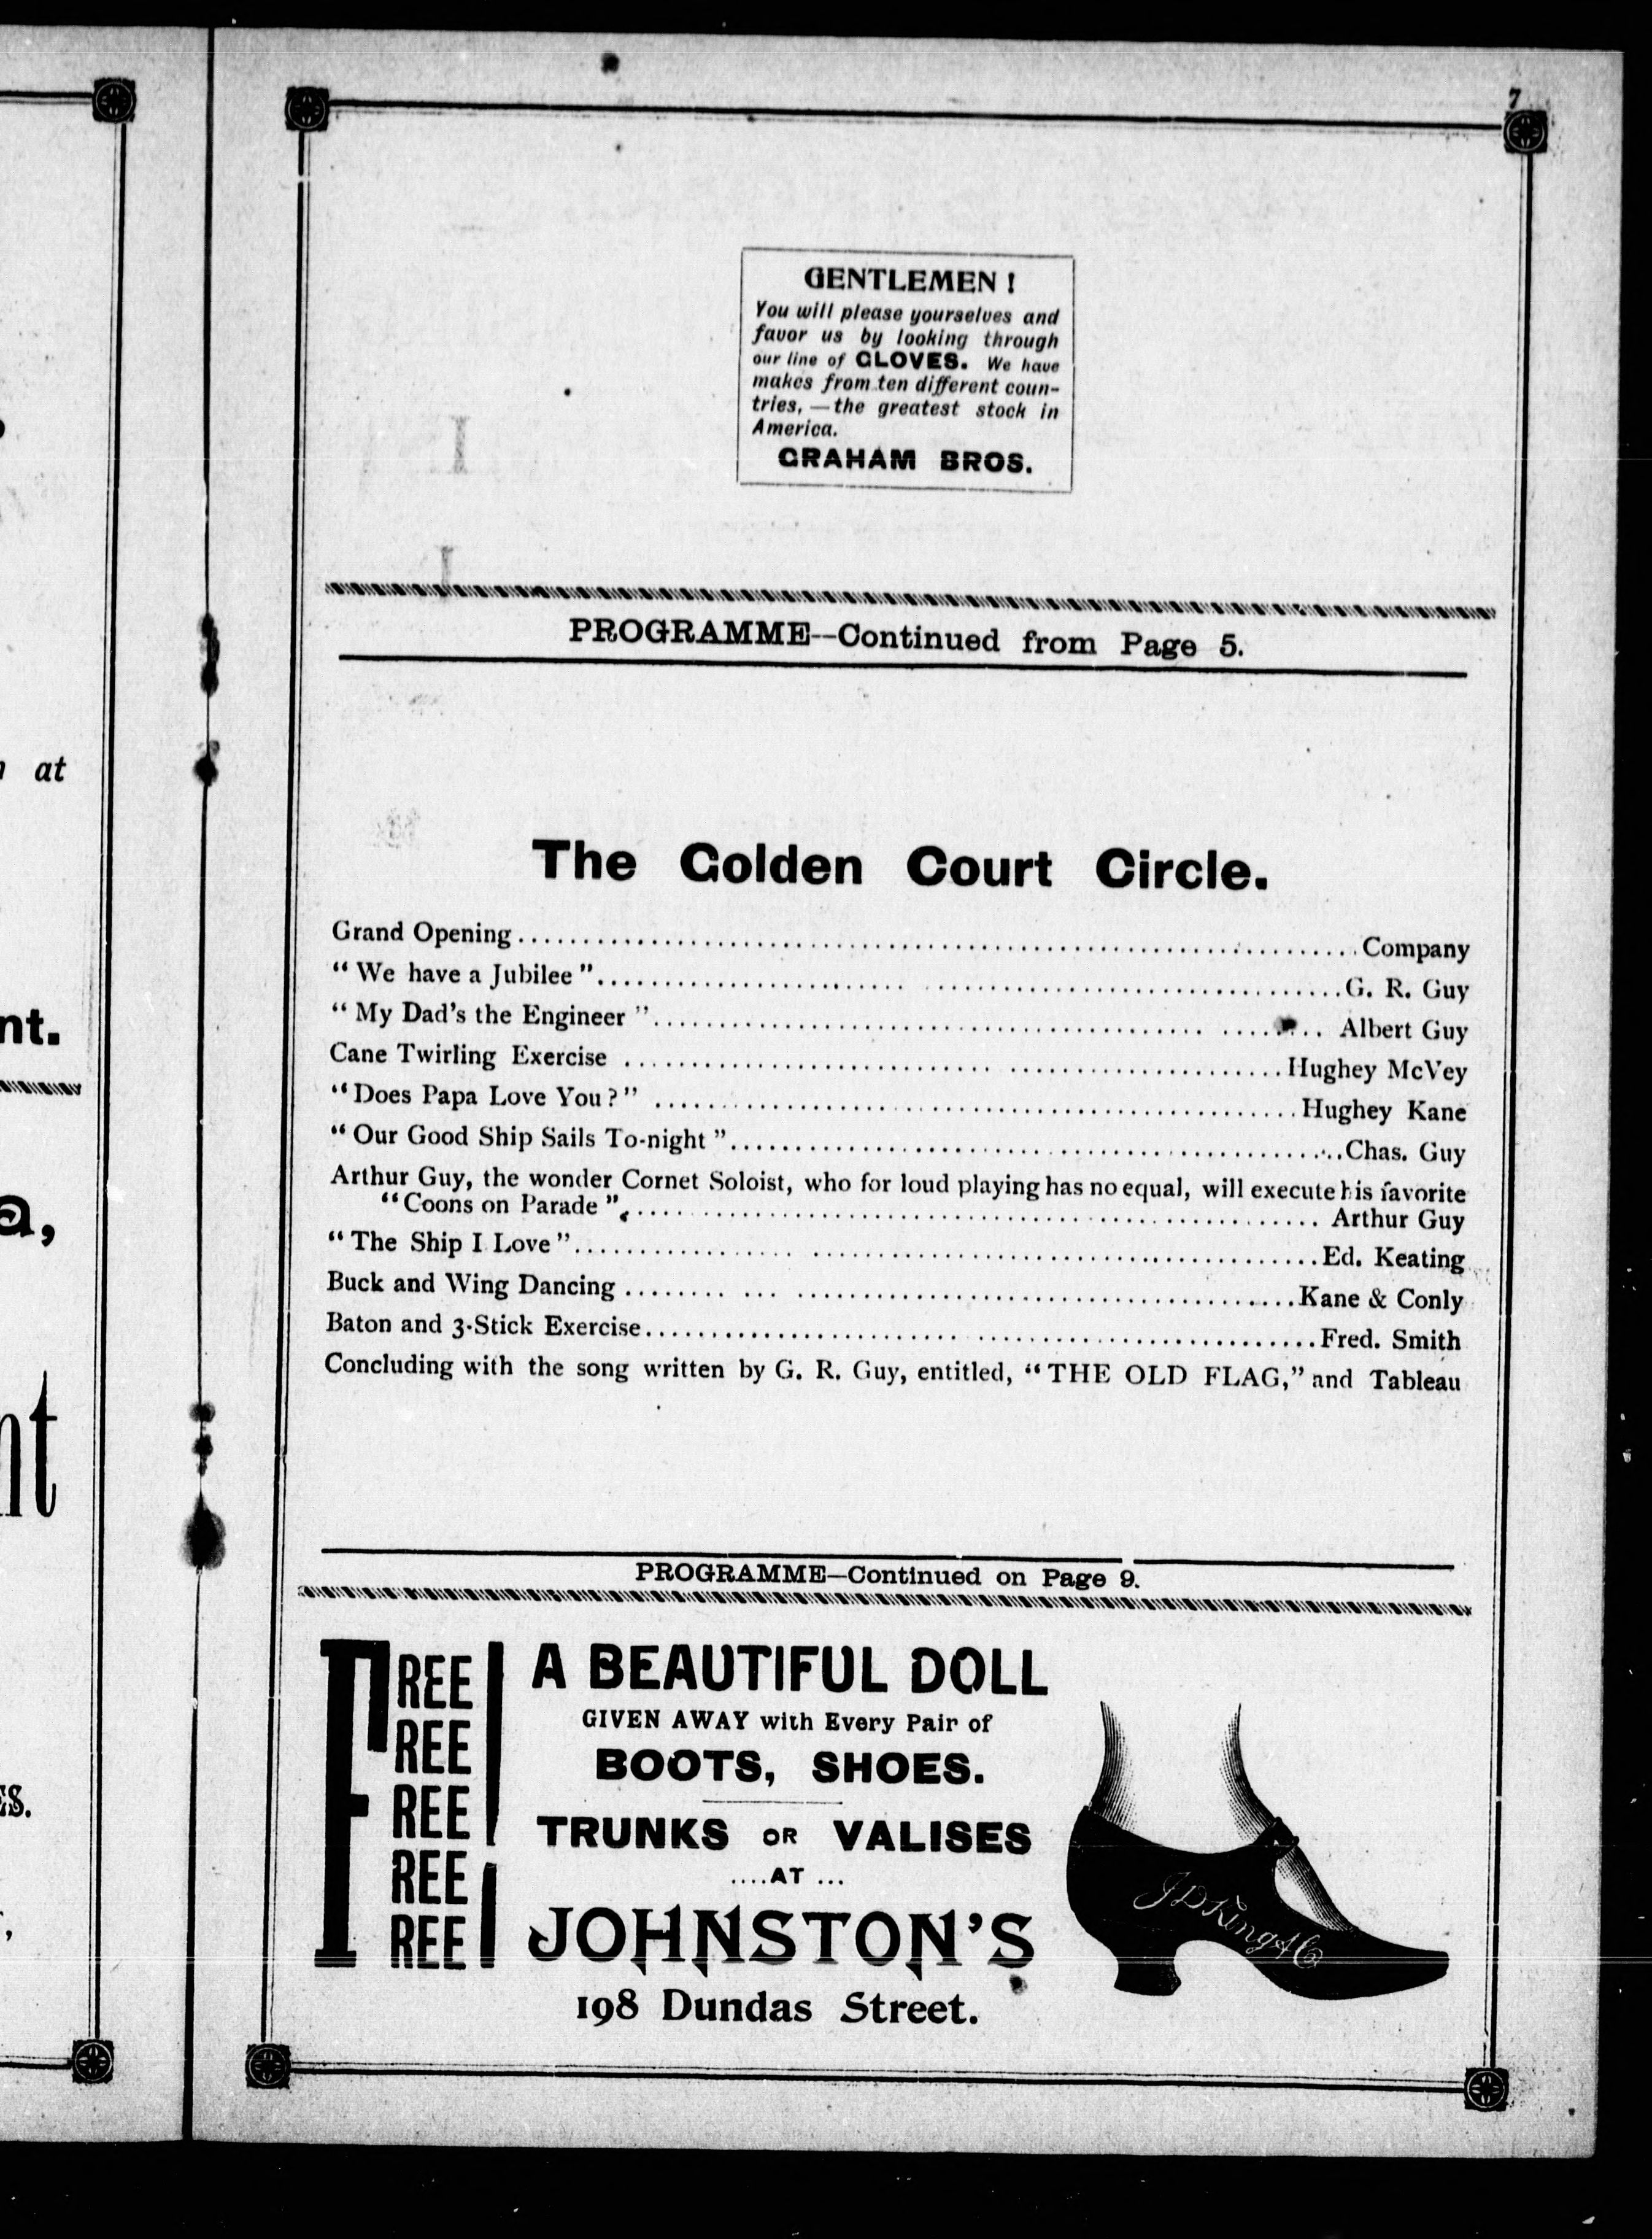 7
GENTLEMEN !
You will please yourselves and
favor us by looking through
our line of GLOVES. We have
makes from ten different coun-
tries, — the greatest stock in
America.
GRAHAM BROS.
PROGRAMME—Continued from Page 5.
The Golden Court Circle.
Grand Opening.......................................Company
" We have a Jubilee ".......................................G. R. Guy
" My Dad's the Engineer "....................................... Albert Guy
Cane Twirling Exercise .......................................Hughey McVey
"Does Papa Love You ? " .......................................Hughey Kane
" Our Good Ship Sails To-night ".......................................Chas. Guy
Arthur Guy, the wonder Cornet Soloist, who for loud playing has no equal, will execute his favorite
"Coons on Parade "....................................... Arthur Guy
" The Ship I Love ".......................................Ed. Keating
Buck and Wing Dancing .......................................Kane & Conly
Baton and 3-Stick Exercise.......................................Fred. Smith
Concluding with the song written by G. R. Guy, entitled, " THE OLD FLAG," and Tableau
PROGRAMME—Continued on Page 9.
FREE
REE
REE
REE
REE
!
!
A BEAUTIFUL DOLL
GIVEN AWAY with Every Pair of
BOOTS, SHOES.
TRUNKS OR VALISES
....AT ...
JOHNSTON'S
198 Dundas Street.
J D King & Co
at
nt.
a,
nt
ES.